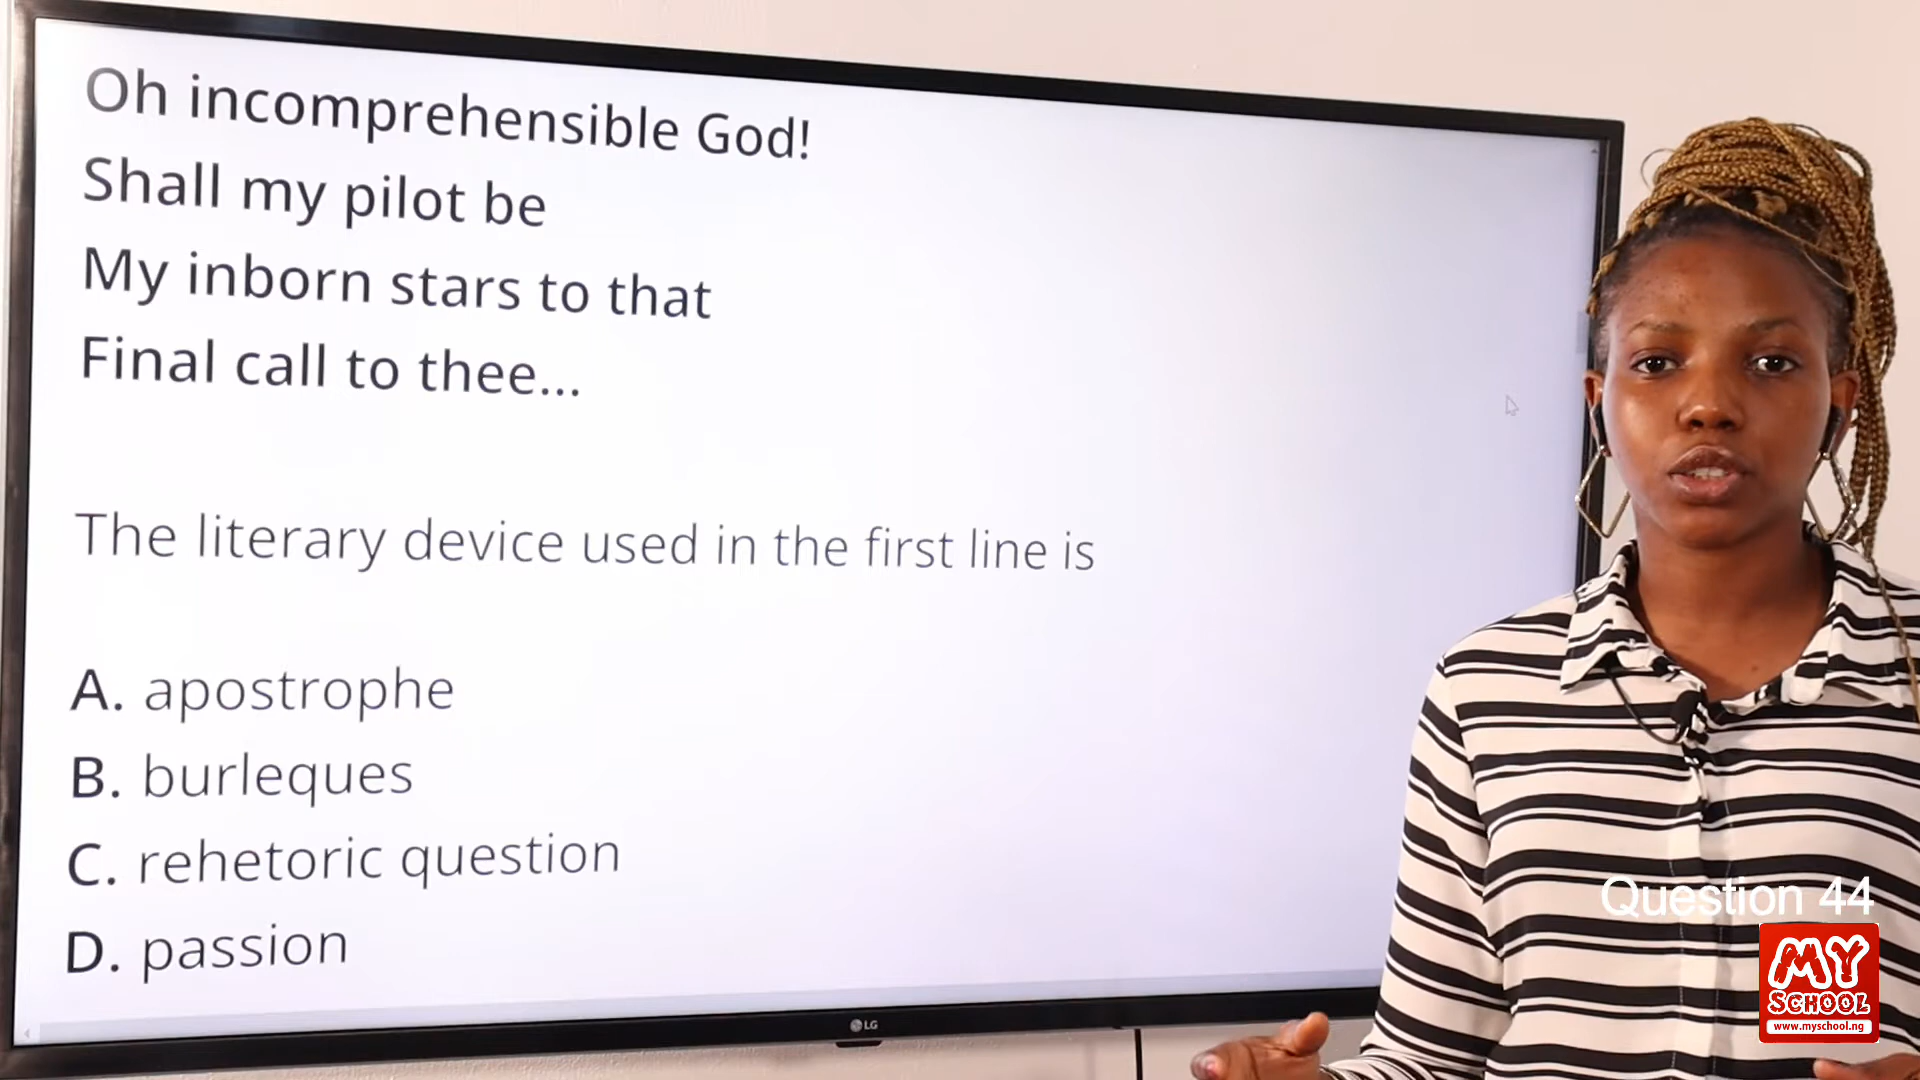 Oh incomprehensible God!
Shall my pilot be
My inborn stars to that
Final call to thee...
The literary device used in the first line is
A. apostrophe
B. burleques
C. rehetoric question
D. passion
LG
Question 44
MY
SCHOOL
www.myschool.ng